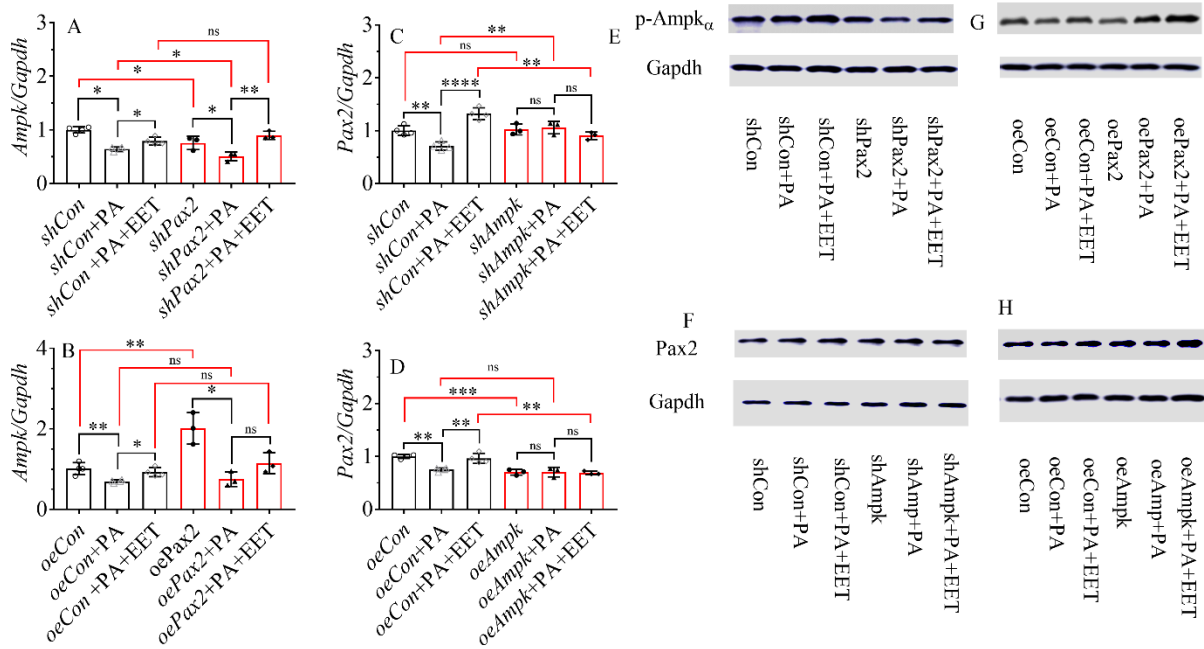 A
Ampk/Gapdh
3
2
1
0
ns
*
*
*
*
*
**
shCon
shCon+PA
shCon +PA+EET
shPax2
shPax2+PA
shPax2+PA+EET
B
Ampk/Gapdh
4
2
1
0
**
ns
ns
**
*
*
ns
oeCon
oeCon+PA
oeCon +PA+EET
oePax2
oePax2+PA
oePax2+PA+EET
C
Pax2/Gapdh
3
2
1
0
**
ns
**
****
**
ns
ns
shCon
shCon+PA
shCon+PA+EET
shAmpk
shAmpk+PA
shAmpk+PA+EET
D
Pax2/Gapdh
3
2
1
0
ns
***
**
**
**
ns
ns
oeCon
oeCon+PA
oeCon+PA+EET
oeAmpk
oeAmpk+PA
oeAmpk+PA+EET
E
p-Ampkα
Gapdh
shCon
shCon+PA
shCon+PA+EET
shPax2
shPax2+PA
shPax2+PA+EET
G
oeCon
oeCon+PA
oeCon+PA+EET
oePax2
oePax2+PA
oePax2+PA+EET
F
Pax2
Gapdh
shCon
shCon+PA
shCon+PA+EET
shAmpk
shAmp+PA
shAmpk+PA+EET
H
oeCon
oeCon+PA
oeCon+PA+EET
oeAmpk
oeAmp+PA
oeAmpk+PA+EET